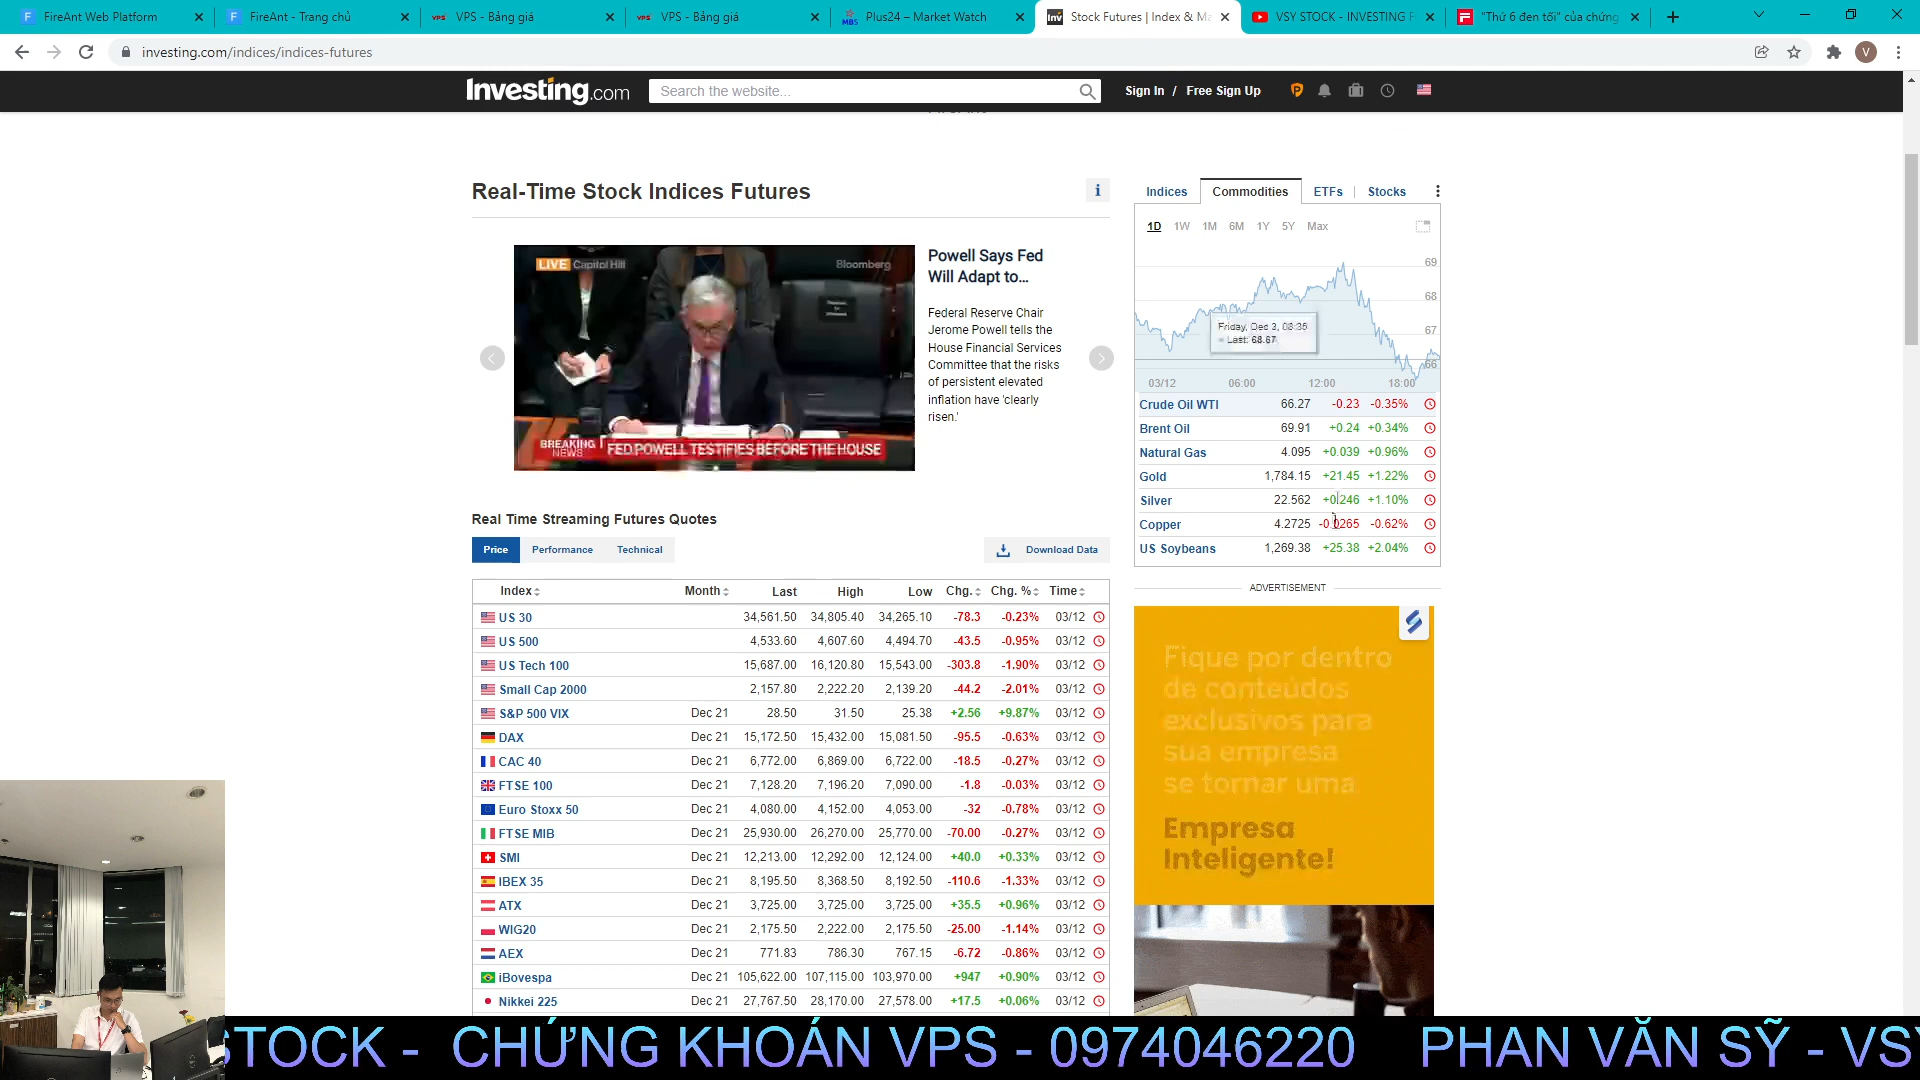 FireAnt Web Platform
FireAnt - Trang chủ
VPS - Bảng giá
VPS - Bảng giá
Plus24 – Market Watch
Stock Futures | Index & Ma
VSY STOCK - INVESTING F
"Thứ 6 đen tối" của chứng
investing.com/indices/indices-futures
V
Investing.com
Search the website...
Sign In / Free Sign Up
Real-Time Stock Indices Futures
i
LIVE Capitol Hill
Bloomberg
BREAKING NEWS
FED POWELL TESTIFIES BEFORE THE HOUSE
Powell Says Fed
Will Adapt to...
Federal Reserve Chair
Jerome Powell tells the
House Financial Services
Committee that the risks
of persistent elevated
inflation have 'clearly
risen.'
Indices Commodities ETFs Stocks
1D 1W 1M 6M 1Y 5Y Max
69
68
67
66
Friday, Dec 3, 08:35
Last: 68.67
03/12 06:00 12:00 18:00
Crude Oil WTI 66.27 -0.23 -0.35%
Brent Oil 69.91 +0.24 +0.34%
Natural Gas 4.095 +0.039 +0.96%
Gold 1,784.15 +21.45 +1.22%
Silver 22.562 +0.246 +1.10%
Copper 4.2725 -0.0265 -0.62%
US Soybeans 1,269.38 +25.38 +2.04%
ADVERTISEMENT
Fique por dentro
de conteúdos
exclusivos para
sua empresa
se tornar uma
Empresa
Inteligente!
Real Time Streaming Futures Quotes
Price Performance Technical
Download Data
Index Month Last High Low Chg. Chg. % Time
US 30 34,561.50 34,805.40 34,265.10 -78.3 -0.23% 03/12
US 500 4,533.60 4,607.60 4,494.70 -43.5 -0.95% 03/12
US Tech 100 15,687.00 16,120.80 15,543.00 -303.8 -1.90% 03/12
Small Cap 2000 2,157.80 2,222.20 2,139.20 -44.2 -2.01% 03/12
S&P 500 VIX Dec 21 28.50 31.50 25.38 +2.56 +9.87% 03/12
DAX Dec 21 15,172.50 15,432.00 15,081.50 -95.5 -0.63% 03/12
CAC 40 Dec 21 6,772.00 6,869.00 6,722.00 -18.5 -0.27% 03/12
FTSE 100 Dec 21 7,128.20 7,196.20 7,090.00 -1.8 -0.03% 03/12
Euro Stoxx 50 Dec 21 4,080.00 4,152.00 4,053.00 -32 -0.78% 03/12
FTSE MIB Dec 21 25,930.00 26,270.00 25,770.00 -70.00 -0.27% 03/12
SMI Dec 21 12,213.00 12,292.00 12,124.00 +40.0 +0.33% 03/12
IBEX 35 Dec 21 8,195.50 8,368.50 8,192.50 -110.6 -1.33% 03/12
ATX Dec 21 3,725.00 3,725.00 3,725.00 +35.5 +0.96% 03/12
WIG20 Dec 21 2,175.50 2,222.00 2,175.50 -25.00 -1.14% 03/12
AEX Dec 21 771.83 786.30 767.15 -6.72 -0.86% 03/12
iBovespa Dec 21 105,622.00 107,115.00 103,970.00 +947 +0.90% 03/12
Nikkei 225 Dec 21 27,767.50 28,170.00 27,578.00 +17.5 +0.06% 03/12
STOCK - CHỨNG KHOÁN VPS - 0974046220 PHAN VĂN SỸ - VSY